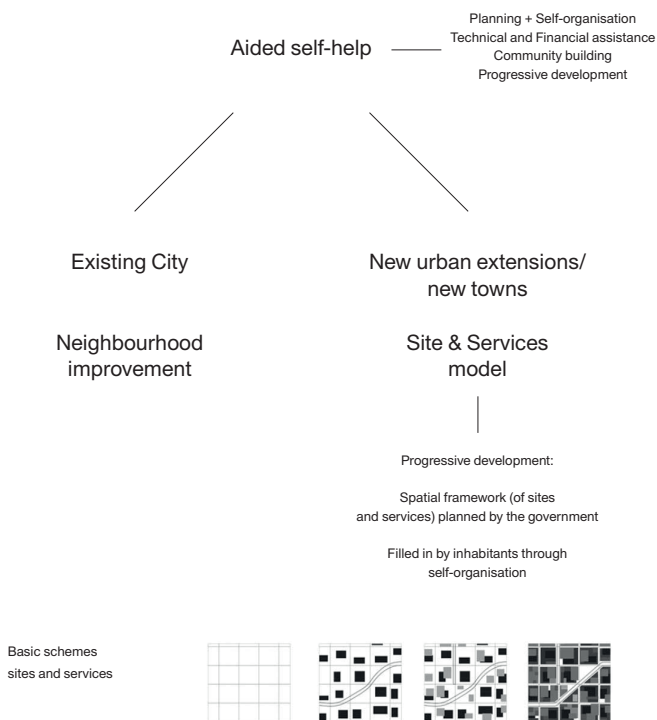 Aided self-help
Planning + Self-organisation
Technical and Financial assistance
Community building
Progressive development
Existing City
New urban extensions/
new towns
Neighbourhood
improvement
Site & Services
model
Progressive development:
Spatial framework (of sites
and services) planned by the government
Filled in by inhabitants through
self-organisation
Basic schemes
sites and services